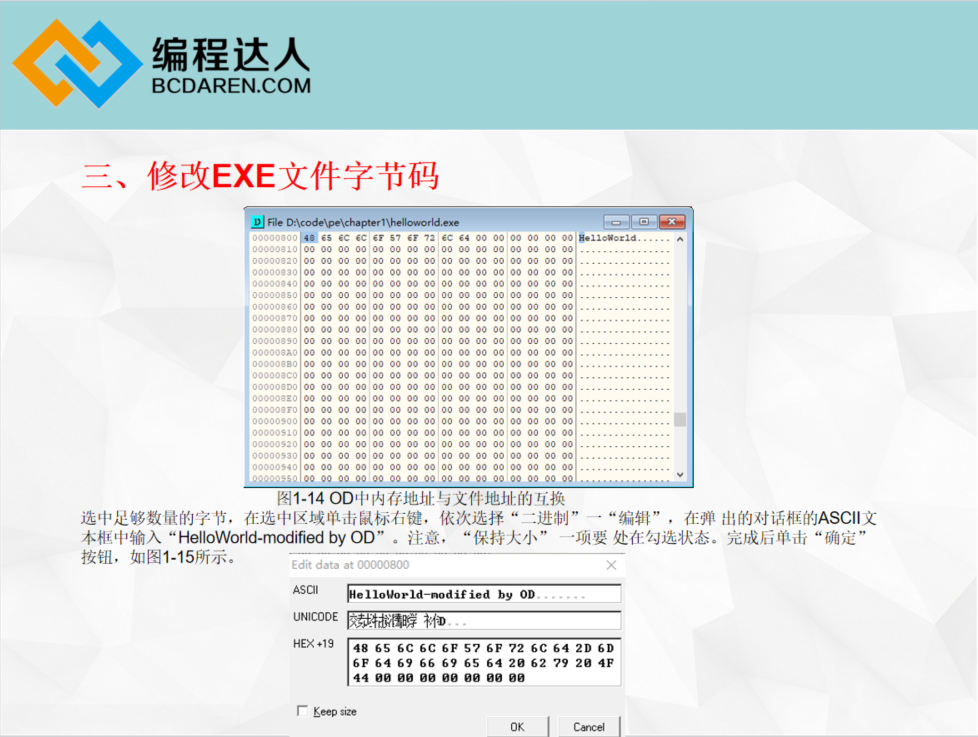 编程达人
BCDAREN.COM
三、修改EXE文件字节码
D File D:\code\pe\chapter1\helloworld.exe
00000800 48 65 6C 6C 6F 57 6F 72 6C 64 00 00 00 00 00 00 HelloWorld......
00000810 00 00 00 00 00 00 00 00 00 00 00 00 00 00 00 00 ................
00000820 00 00 00 00 00 00 00 00 00 00 00 00 00 00 00 00 ................
00000830 00 00 00 00 00 00 00 00 00 00 00 00 00 00 00 00 ................
00000840 00 00 00 00 00 00 00 00 00 00 00 00 00 00 00 00 ................
00000850 00 00 00 00 00 00 00 00 00 00 00 00 00 00 00 00 ................
00000860 00 00 00 00 00 00 00 00 00 00 00 00 00 00 00 00 ................
00000870 00 00 00 00 00 00 00 00 00 00 00 00 00 00 00 00 ................
00000880 00 00 00 00 00 00 00 00 00 00 00 00 00 00 00 00 ................
00000890 00 00 00 00 00 00 00 00 00 00 00 00 00 00 00 00 ................
000008A0 00 00 00 00 00 00 00 00 00 00 00 00 00 00 00 00 ................
000008B0 00 00 00 00 00 00 00 00 00 00 00 00 00 00 00 00 ................
000008C0 00 00 00 00 00 00 00 00 00 00 00 00 00 00 00 00 ................
000008D0 00 00 00 00 00 00 00 00 00 00 00 00 00 00 00 00 ................
000008E0 00 00 00 00 00 00 00 00 00 00 00 00 00 00 00 00 ................
000008F0 00 00 00 00 00 00 00 00 00 00 00 00 00 00 00 00 ................
00000900 00 00 00 00 00 00 00 00 00 00 00 00 00 00 00 00 ................
00000910 00 00 00 00 00 00 00 00 00 00 00 00 00 00 00 00 ................
00000920 00 00 00 00 00 00 00 00 00 00 00 00 00 00 00 00 ................
00000930 00 00 00 00 00 00 00 00 00 00 00 00 00 00 00 00 ................
00000940 00 00 00 00 00 00 00 00 00 00 00 00 00 00 00 00 ................
00000950 00 00 00 00 00 00 00 00 00 00 00 00 00 00 00 00 ................
图1-14 OD中内存地址与文件地址的互换
选中足够数量的字节，在选中区域单击鼠标右键，依次选择“二进制”一“编辑”，在弹 出的对话框的ASCII文
本框中输入“HelloWorld-modified by OD”。注意，“保持大小” 一项要 处在勾选状态。完成后单击“确定”
按钮，如图1-15所示。
Edit data at 00000800
ASCII HelloWorld-modified by OD.......
UNICODE
HEX +19 48 65 6C 6C 6F 57 6F 72 6C 64 2D 6D
6F 64 69 66 69 65 64 20 62 79 20 4F
44 00 00 00 00 00 00 00
Keep size
OK Cancel